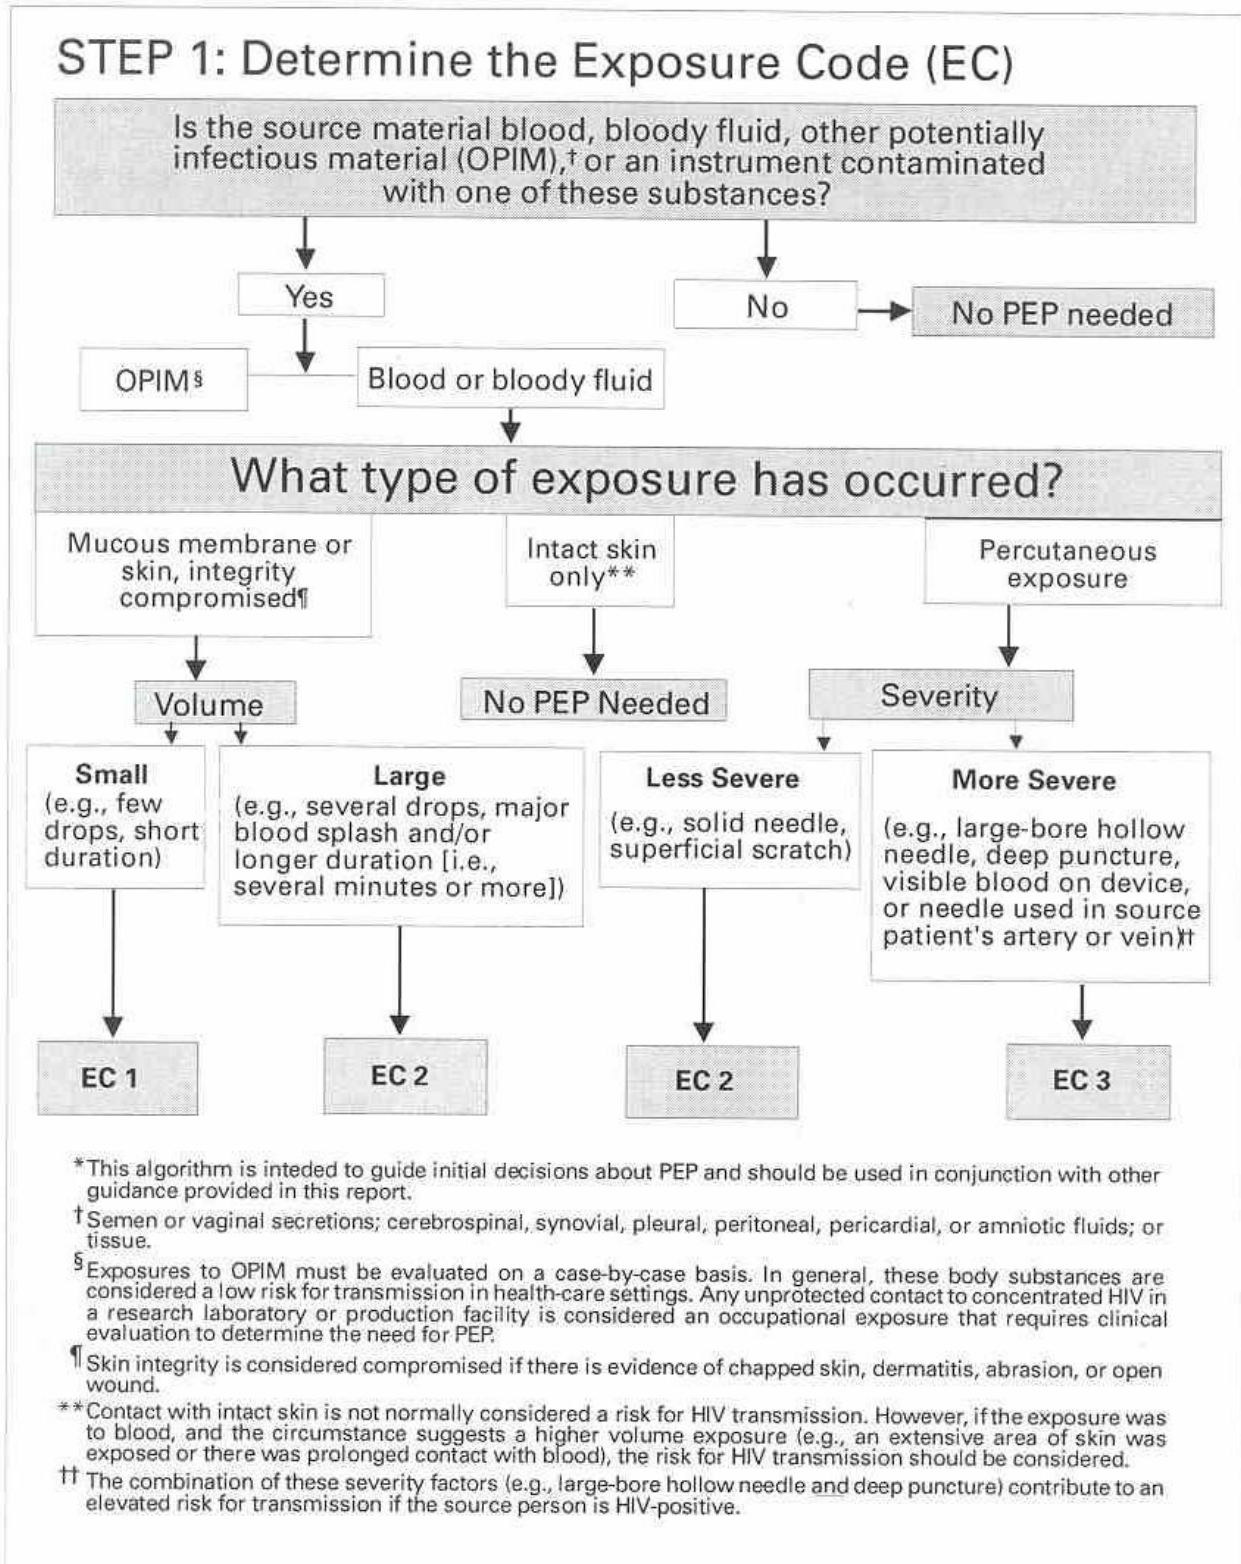 STEP 1: Determine the Exposure Code (EC)
Is the source material blood, bloody fluid, other potentially
infectious material (OPIM),† or an instrument contaminated
with one of these substances?
Yes
No
No PEP needed
OPIM§
Blood or bloody fluid
What type of exposure has occurred?
Mucous membrane or
skin, integrity
compromised¶
Intact skin
only**
Percutaneous
exposure
Volume
No PEP Needed
Severity
Small
(e.g., few
drops, short
duration)
Large
(e.g., several drops, major
blood splash and/or
longer duration [i.e.,
several minutes or more])
Less Severe
(e.g., solid needle,
superficial scratch)
More Severe
(e.g., large-bore hollow
needle, deep puncture,
visible blood on device,
or needle used in source
patient's artery or vein)††
EC 1
EC 2
EC 2
EC 3
*This algorithm is inteded to guide initial decisions about PEP and should be used in conjunction with other
guidance provided in this report.
†Semen or vaginal secretions; cerebrospinal, synovial, pleural, peritoneal, pericardial, or amniotic fluids; or
tissue.
§Exposures to OPIM must be evaluated on a case-by-case basis. In general, these body substances are
considered a low risk for transmission in health-care settings. Any unprotected contact to concentrated HIV in
a research laboratory or production facility is considered an occupational exposure that requires clinical
evaluation to determine the need for PEP.
¶Skin integrity is considered compromised if there is evidence of chapped skin, dermatitis, abrasion, or open
wound.
**Contact with intact skin is not normally considered a risk for HIV transmission. However, if the exposure was
to blood, and the circumstance suggests a higher volume exposure (e.g., an extensive area of skin was
exposed or there was prolonged contact with blood), the risk for HIV transmission should be considered.
††The combination of these severity factors (e.g., large-bore hollow needle and deep puncture) contribute to an
elevated risk for transmission if the source person is HIV-positive.